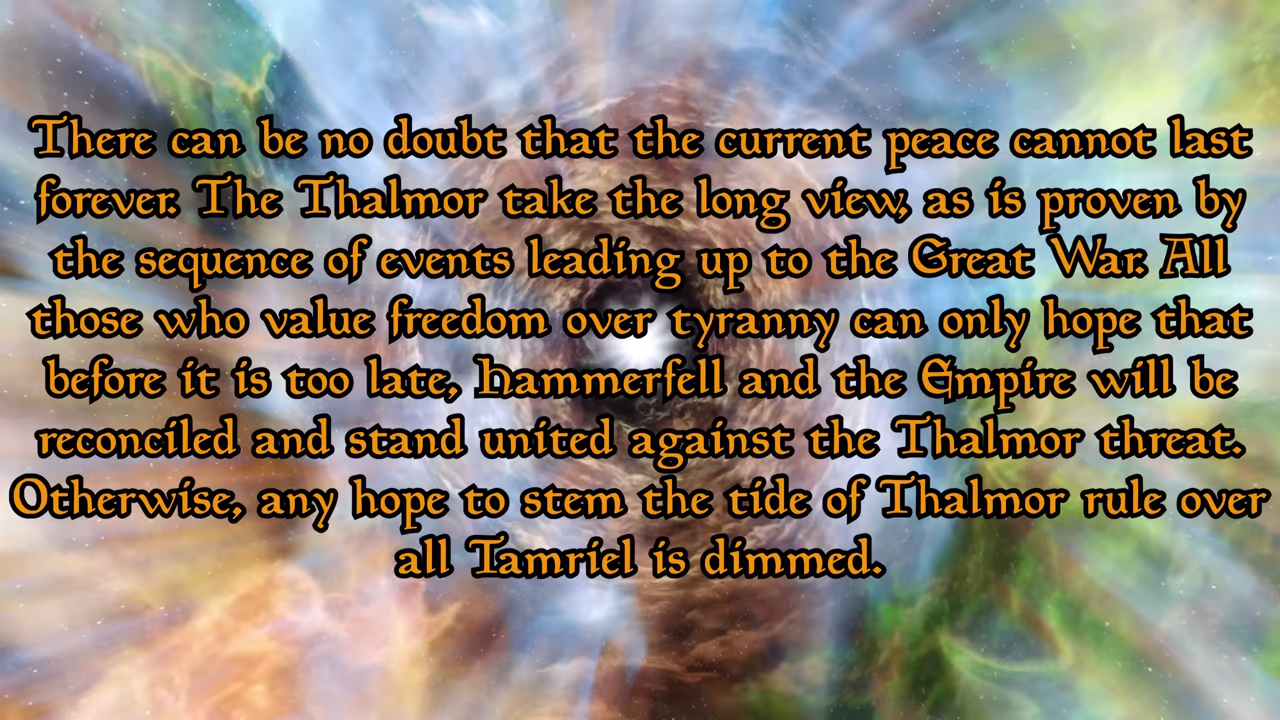 There can be no doubt that the current peace cannot last
forever. The Thalmor take the long view, as is proven by
the sequence of events leading up to the Great War. All
those who value freedom over tyranny can only hope that
before it is too late, Hammerfell and the Empire will be
reconciled and stand united against the Thalmor threat.
Otherwise, any hope to stem the tide of Thalmor rule over
all Tamriel is dimmed.